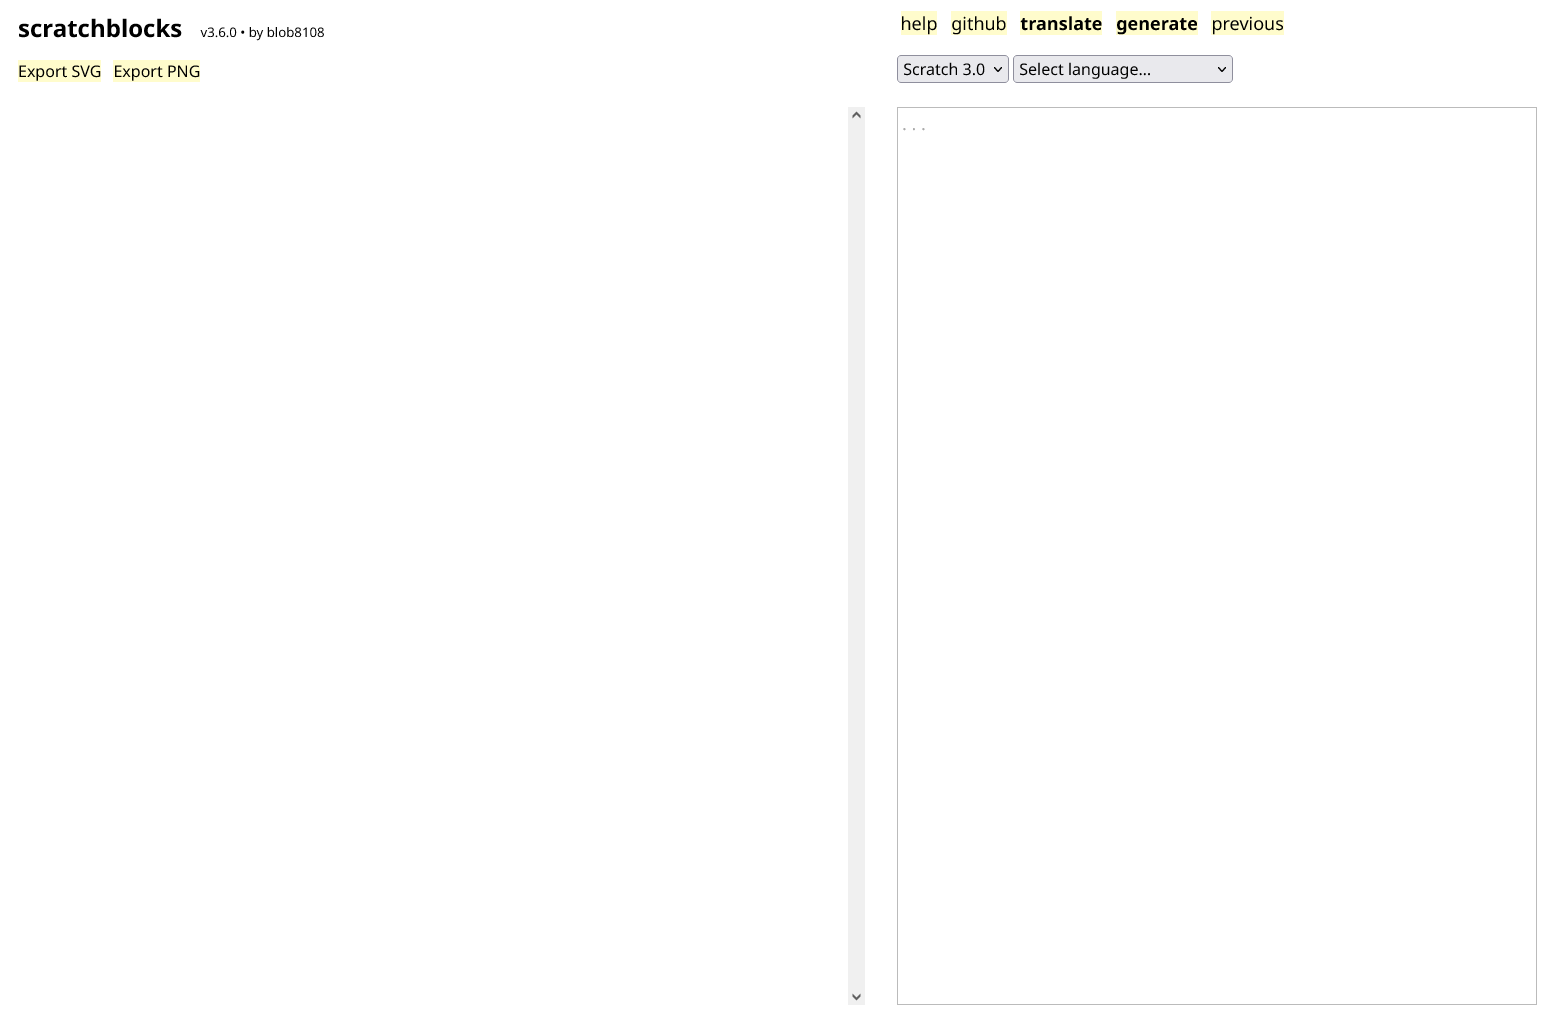 scratchblocks v3.6.0 • by blob8108
Export SVG Export PNG
help github translate generate previous
Scratch 3.0 Select language...
. . .